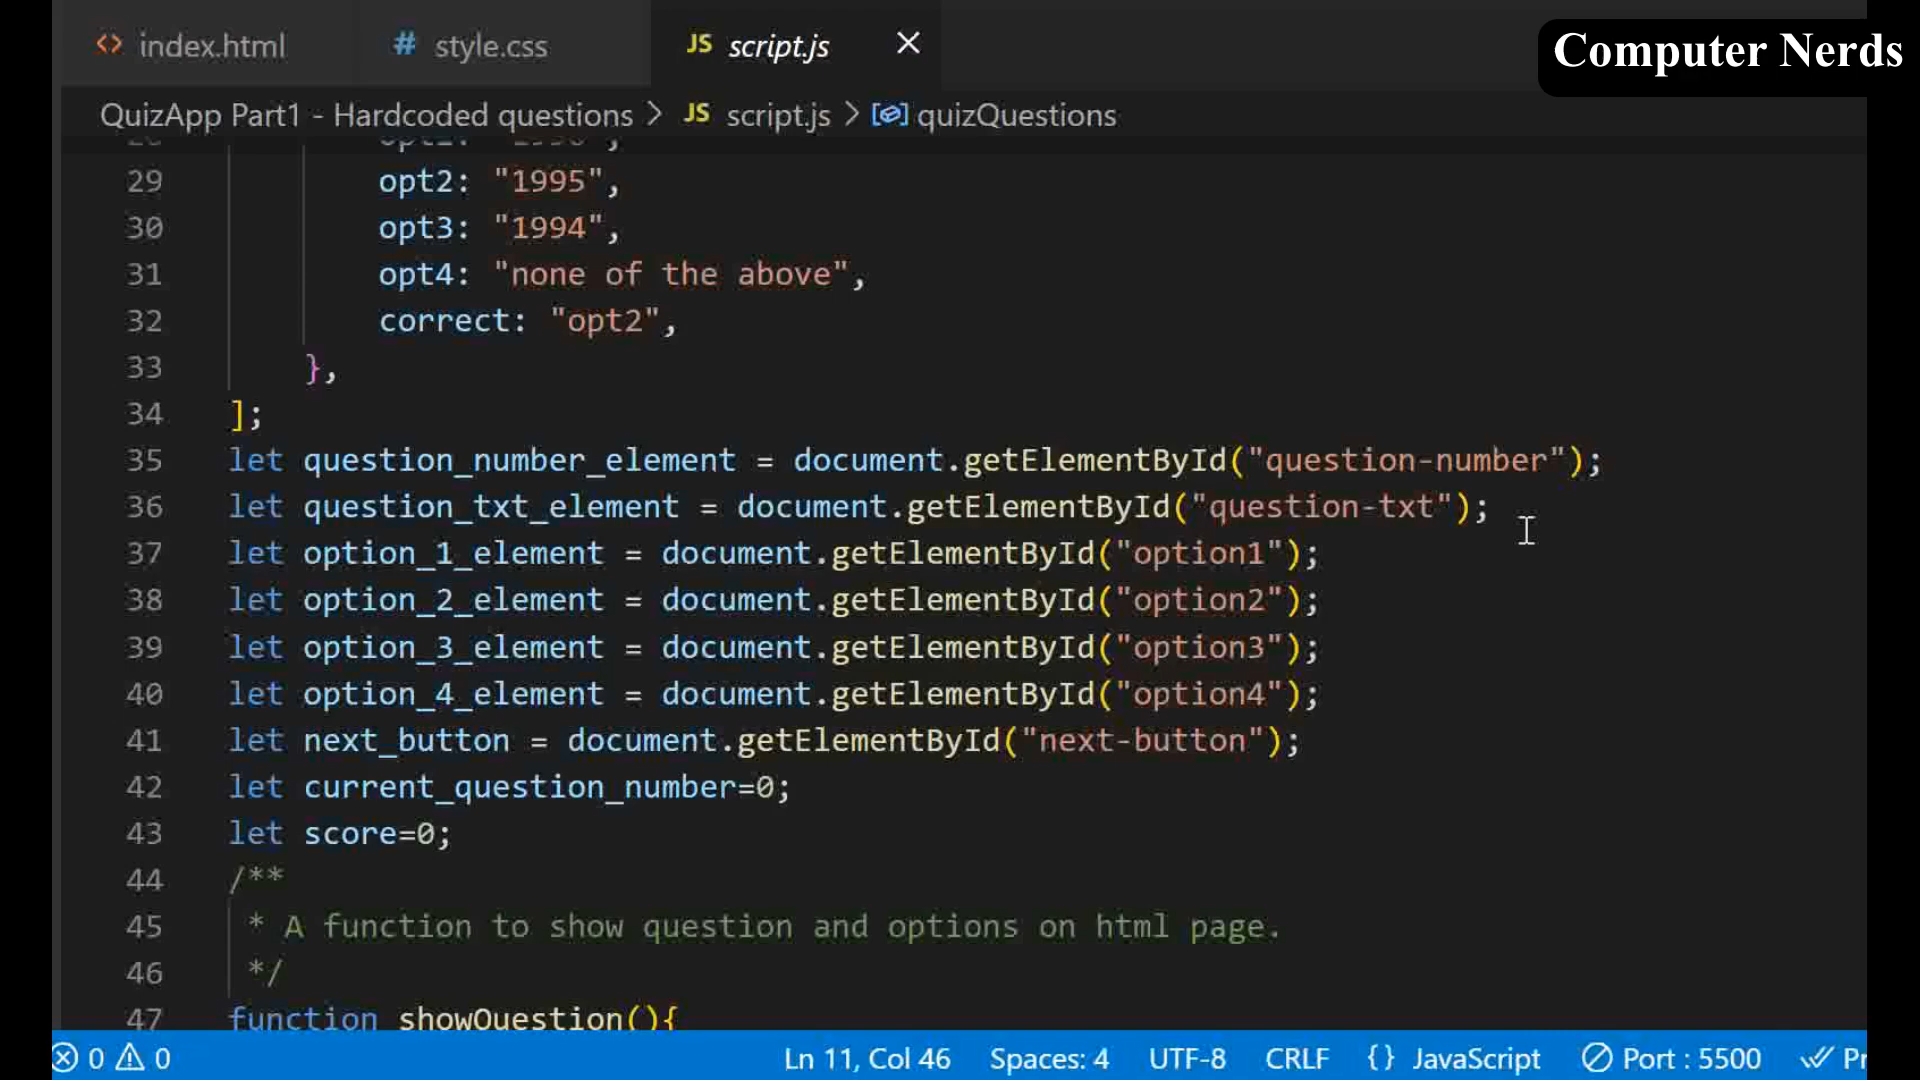 index.html
# style.css
JS script.js
Computer Nerds
QuizApp Part1 - Hardcoded questions > JS script.js > quizQuestions
29 opt2: "1995",
30 opt3: "1994",
31 opt4: "none of the above",
32 correct: "opt2",
33 },
34 ];
35 let question_number_element = document.getElementById("question-number");
36 let question_txt_element = document.getElementById("question-txt");
37 let option_1_element = document.getElementById("option1");
38 let option_2_element = document.getElementById("option2");
39 let option_3_element = document.getElementById("option3");
40 let option_4_element = document.getElementById("option4");
41 let next_button = document.getElementById("next-button");
42 let current_question_number=0;
43 let score=0;
44 /**
45 * A function to show question and options on html page.
46 */
47 function showQuestion(){
0 0 Ln 11, Col 46 Spaces: 4 UTF-8 CRLF {} JavaScript Port : 5500